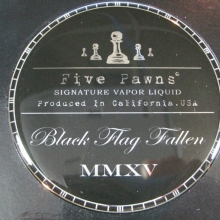 Five Pawns®
SIGNATURE VAPOR LIQUID
Produced In California.USA
Black Flag Fallen
MMXV